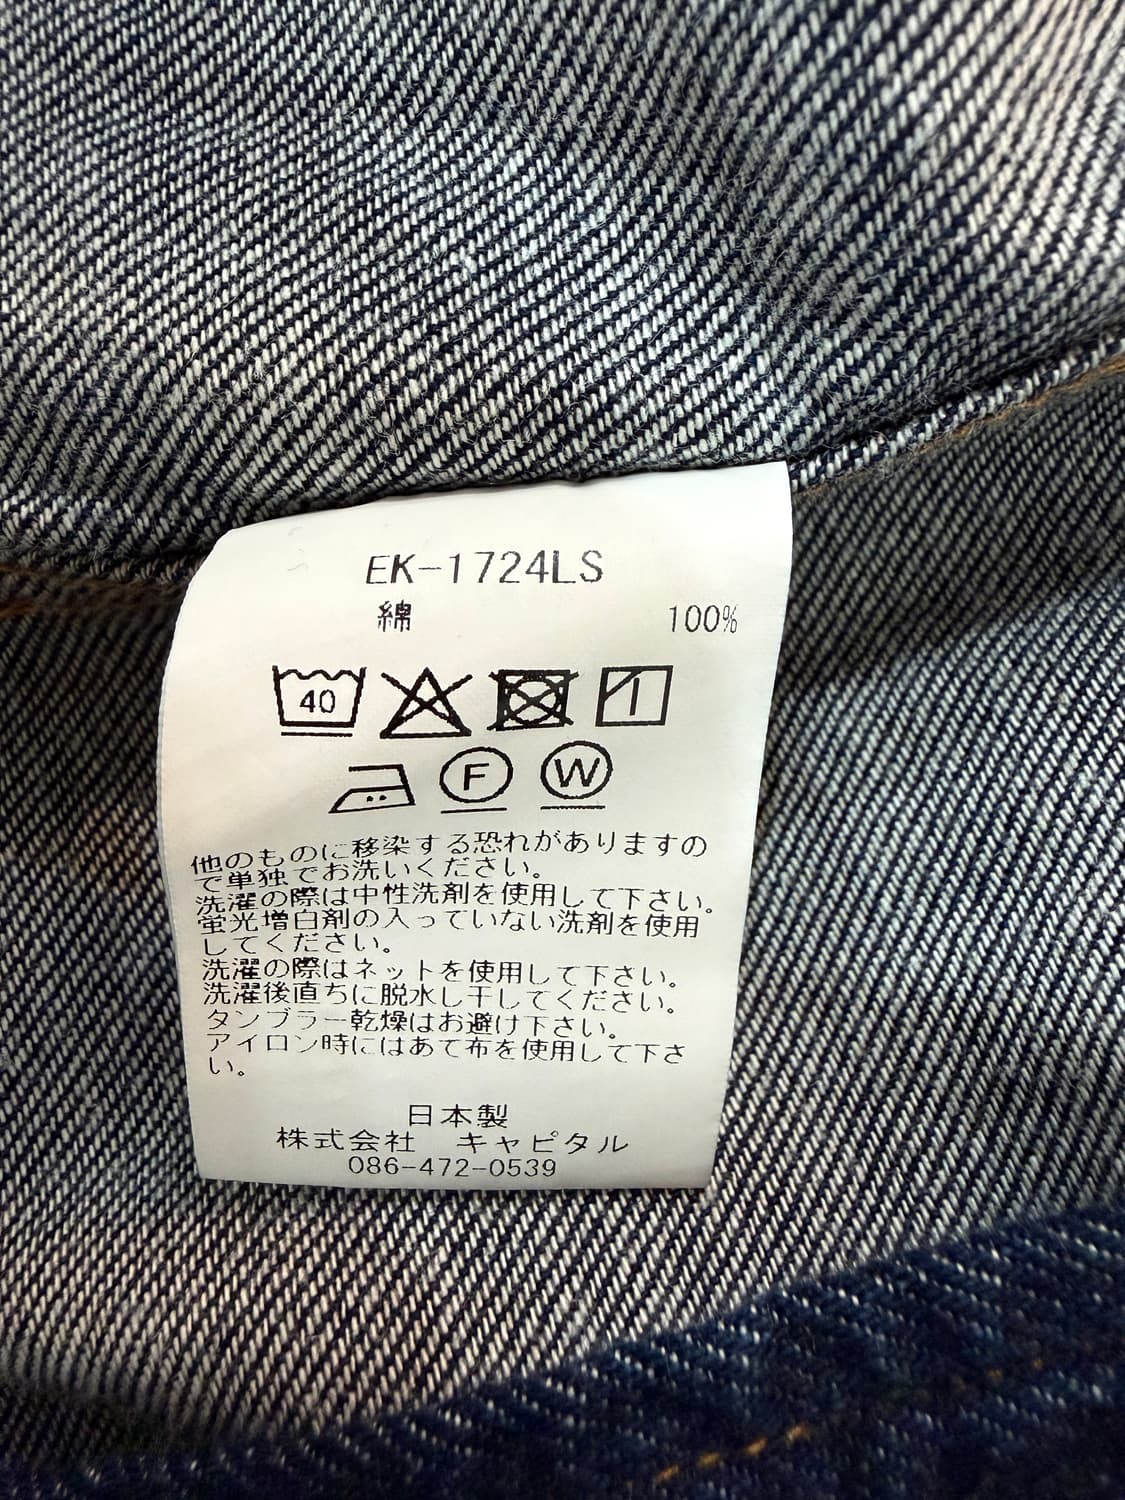 EK-1724LS
綿 100%
40
F W
他のものに移染する恐れがありますの
で単独でお洗いください。
洗濯の際は中性洗剤を使用して下さい。
蛍光増白剤の入っていない洗剤を使用
してください。
洗濯の際はネットを使用して下さい。
洗濯後直ちに脱水し干してください。
タンブラー乾燥はお避け下さい。
アイロン時にはあて布を使用して下さ
い。
日本製
株式会社 キャピタル
086-472-0539